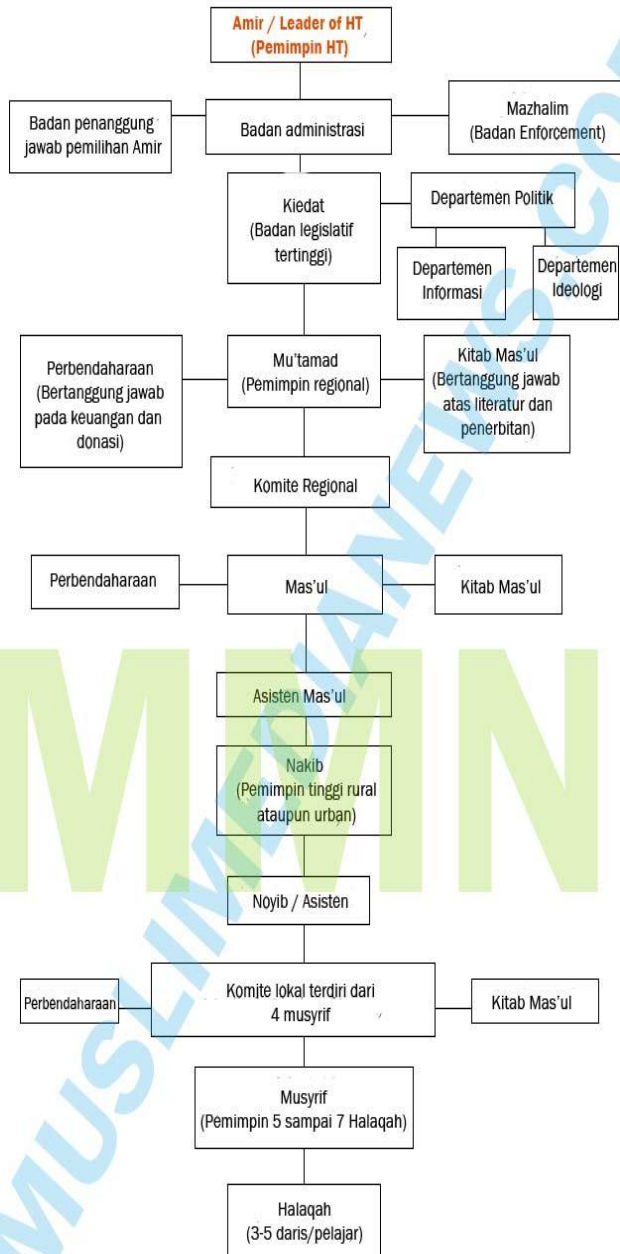 Amir / Leader of HT
(Pemimpin HT)
Badan penanggung
jawab pemilihan Amir
Badan administrasi
Mazhalim
(Badan Enforcement)
Kiedat
(Badan legislatif
tertinggi)
Departemen Politik
Departemen
Informasi
Departemen
Ideologi
Perbendaharaan
(Bertanggung jawab
pada keuangan dan
donasi)
Mu'tamad
(Pemimpin regional)
Kitab Mas'ul
(Bertanggung jawab
atas literatur dan
penerbitan)
Komite Regional
Perbendaharaan
Mas'ul
Kitab Mas'ul
Asisten Mas'ul
Nakib
(Pemimpin tinggi rural
ataupun urban)
Noyib / Asisten
Perbendaharaan
Komite lokal terdiri dari
4 musyrif
Kitab Mas'ul
Musyrif
(Pemimpin 5 sampai 7 Halaqah)
Halaqah
(3-5 daris/pelajar)
MMN
MUSLIMEDIANEWS.COM